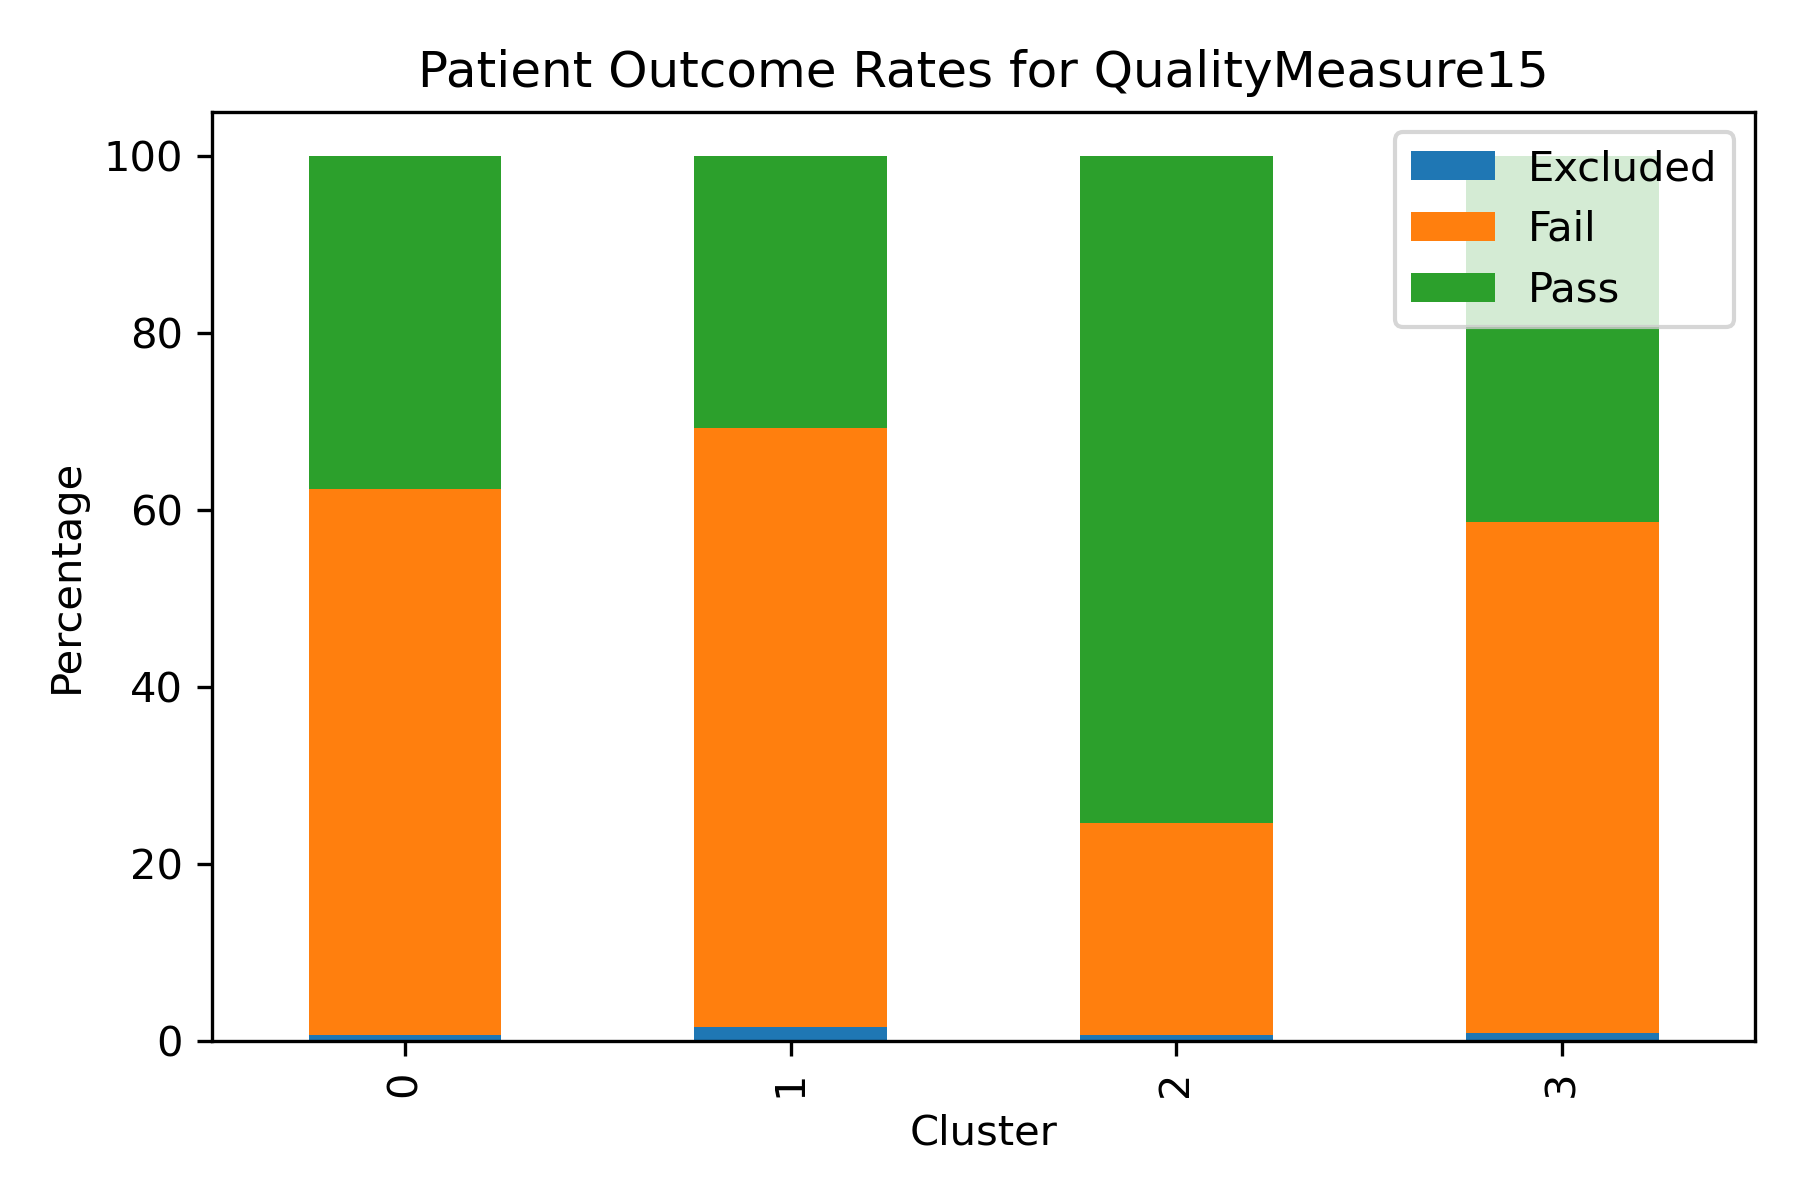 Patient Outcome Rates for QualityMeasure15
Excluded
Fail
Pass
Percentage
100
80
60
40
20
0
0
1
2
3
Cluster